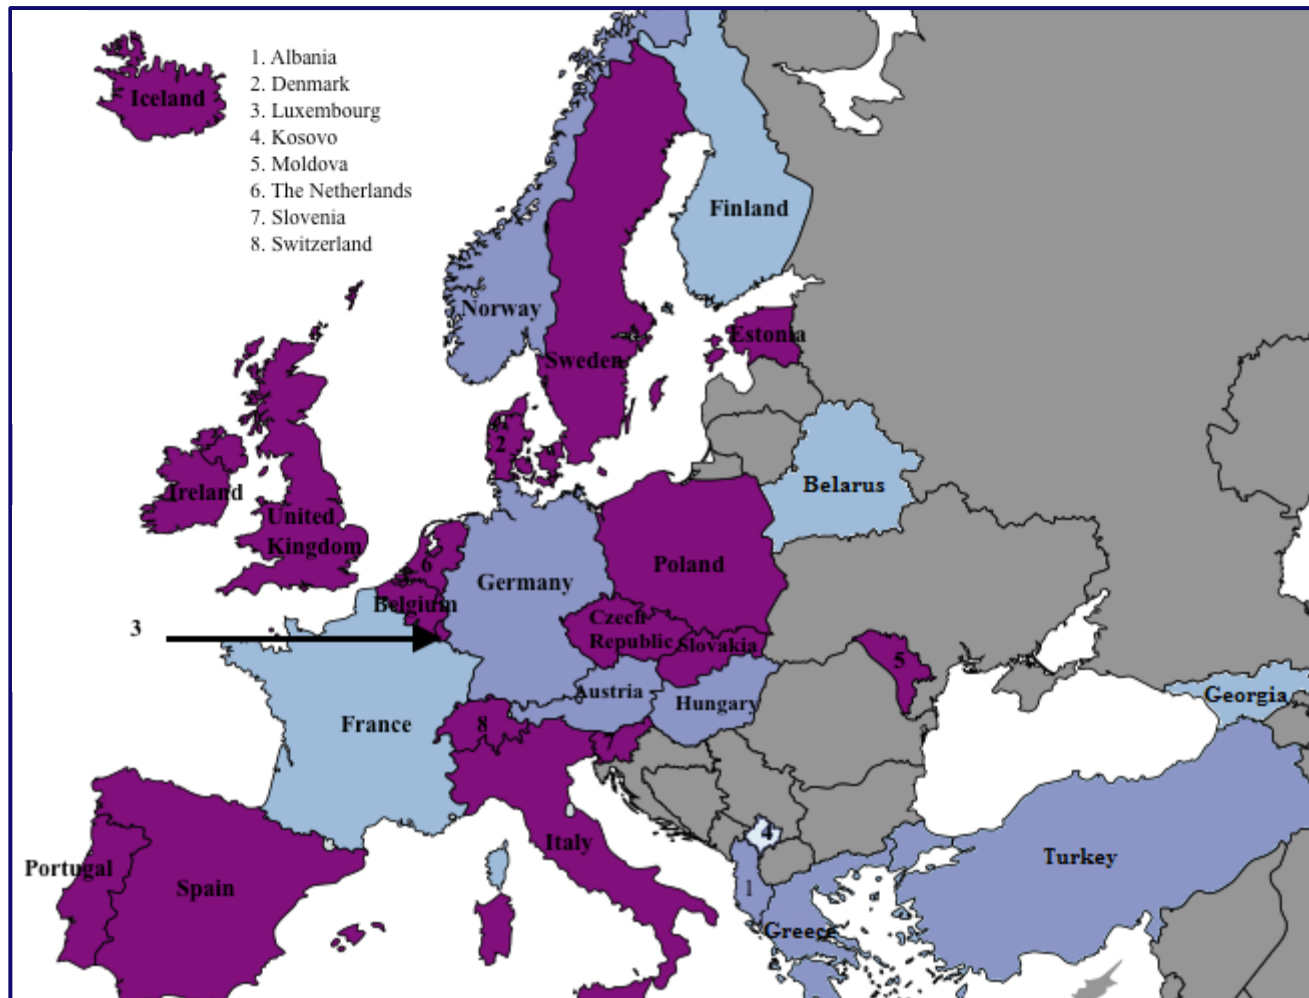 Iceland
1. Albania
2. Denmark
3. Luxembourg
4. Kosovo
5. Moldova
6. The Netherlands
7. Slovenia
8. Switzerland
Finland
Norway
Estonia
Sweden
2
Belarus
Ireland
United
Kingdom
6
Poland
Germany
Belgium
Czech
Republic
Slovakia
3
5
Austria
Hungary
Georgia
France
8
7
4
Italy
Turkey
Portugal
Spain
1
Greece